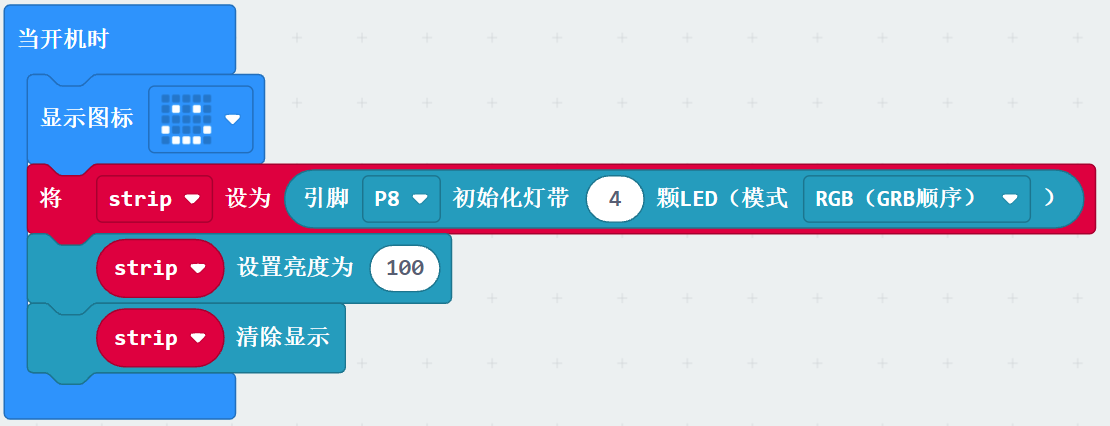 当开机时
显示图标
将 strip 设为 引脚 P8 初始化灯带 4 颗LED（模式 RGB（GRB顺序） ）
strip 设置亮度为 100
strip 清除显示